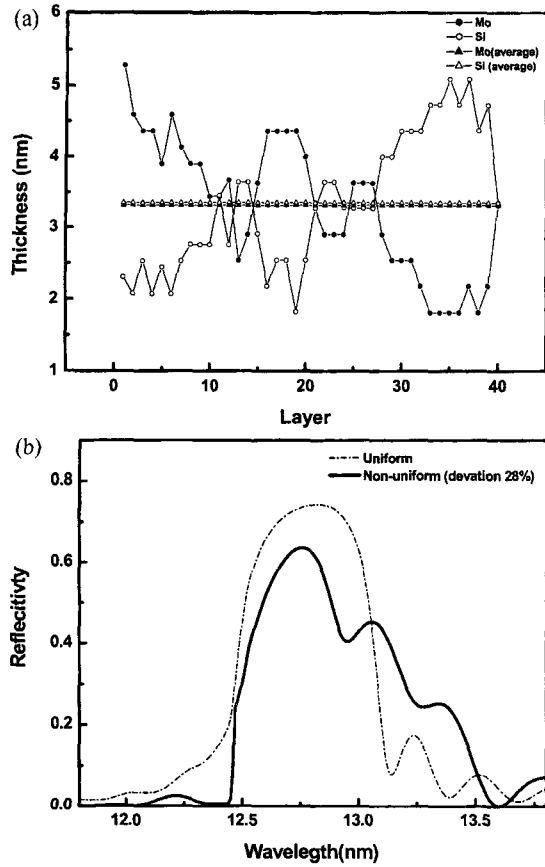 (a)
Mo
Si
Mo(average)
Si (average)
6
5
4
3
2
1
Thickness (nm)
0
10
20
30
40
Layer
(b)
Uniform
Non-uniform (devation 28%)
0.8
0.6
0.4
0.2
0.0
Reflecitivty
12.0
12.5
13.0
13.5
Wavelegth(nm)